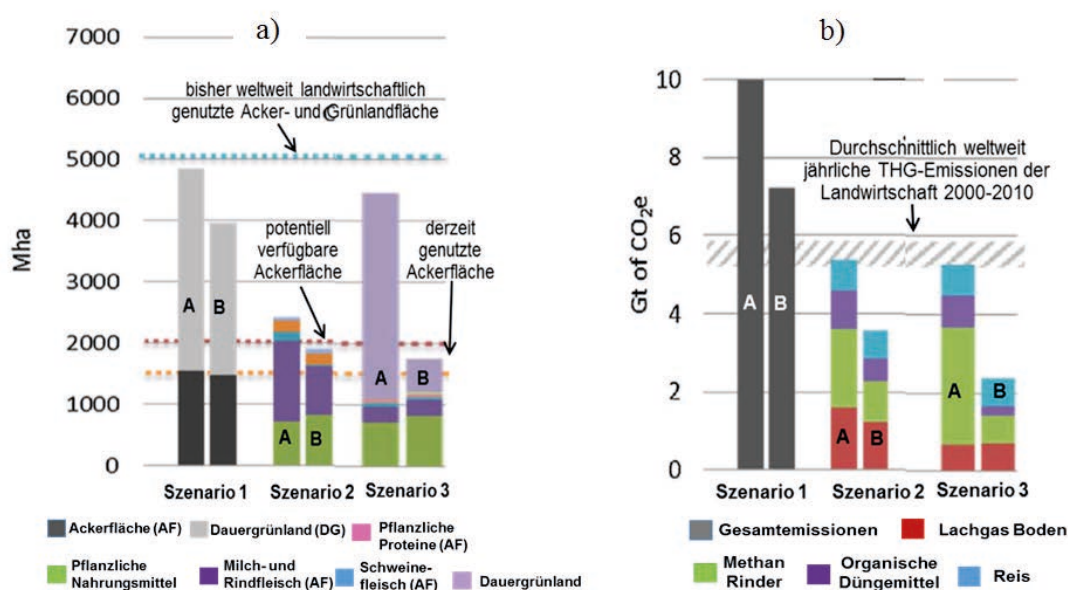 a)
7000
6000
5000
4000
3000
2000
1000
0
Mha
bisher weltweit landwirtschaftlich
genutzte Acker- und Grünlandfläche
potentiell
verfügbare
Ackerfläche
derzeit
genutzte
Ackerfläche
A
B
A
B
A
B
Szenario 1
Szenario 2
Szenario 3
Ackerfläche (AF)
Dauergrünland (DG)
Pflanzliche
Proteine (AF)
Pflanzliche
Nahrungsmittel
Milch- und
Rindfleisch (AF)
Schweine-
fleisch (AF)
Dauergrünland
b)
10
8
6
4
2
0
Gt of CO₂e
Durchschnittlich weltweit
jährliche THG-Emissionen der
Landwirtschaft 2000-2010
A
B
A
B
A
B
Szenario 1
Szenario 2
Szenario 3
Gesamtemissionen
Lachgas Boden
Methan
Rinder
Organische
Düngemittel
Reis